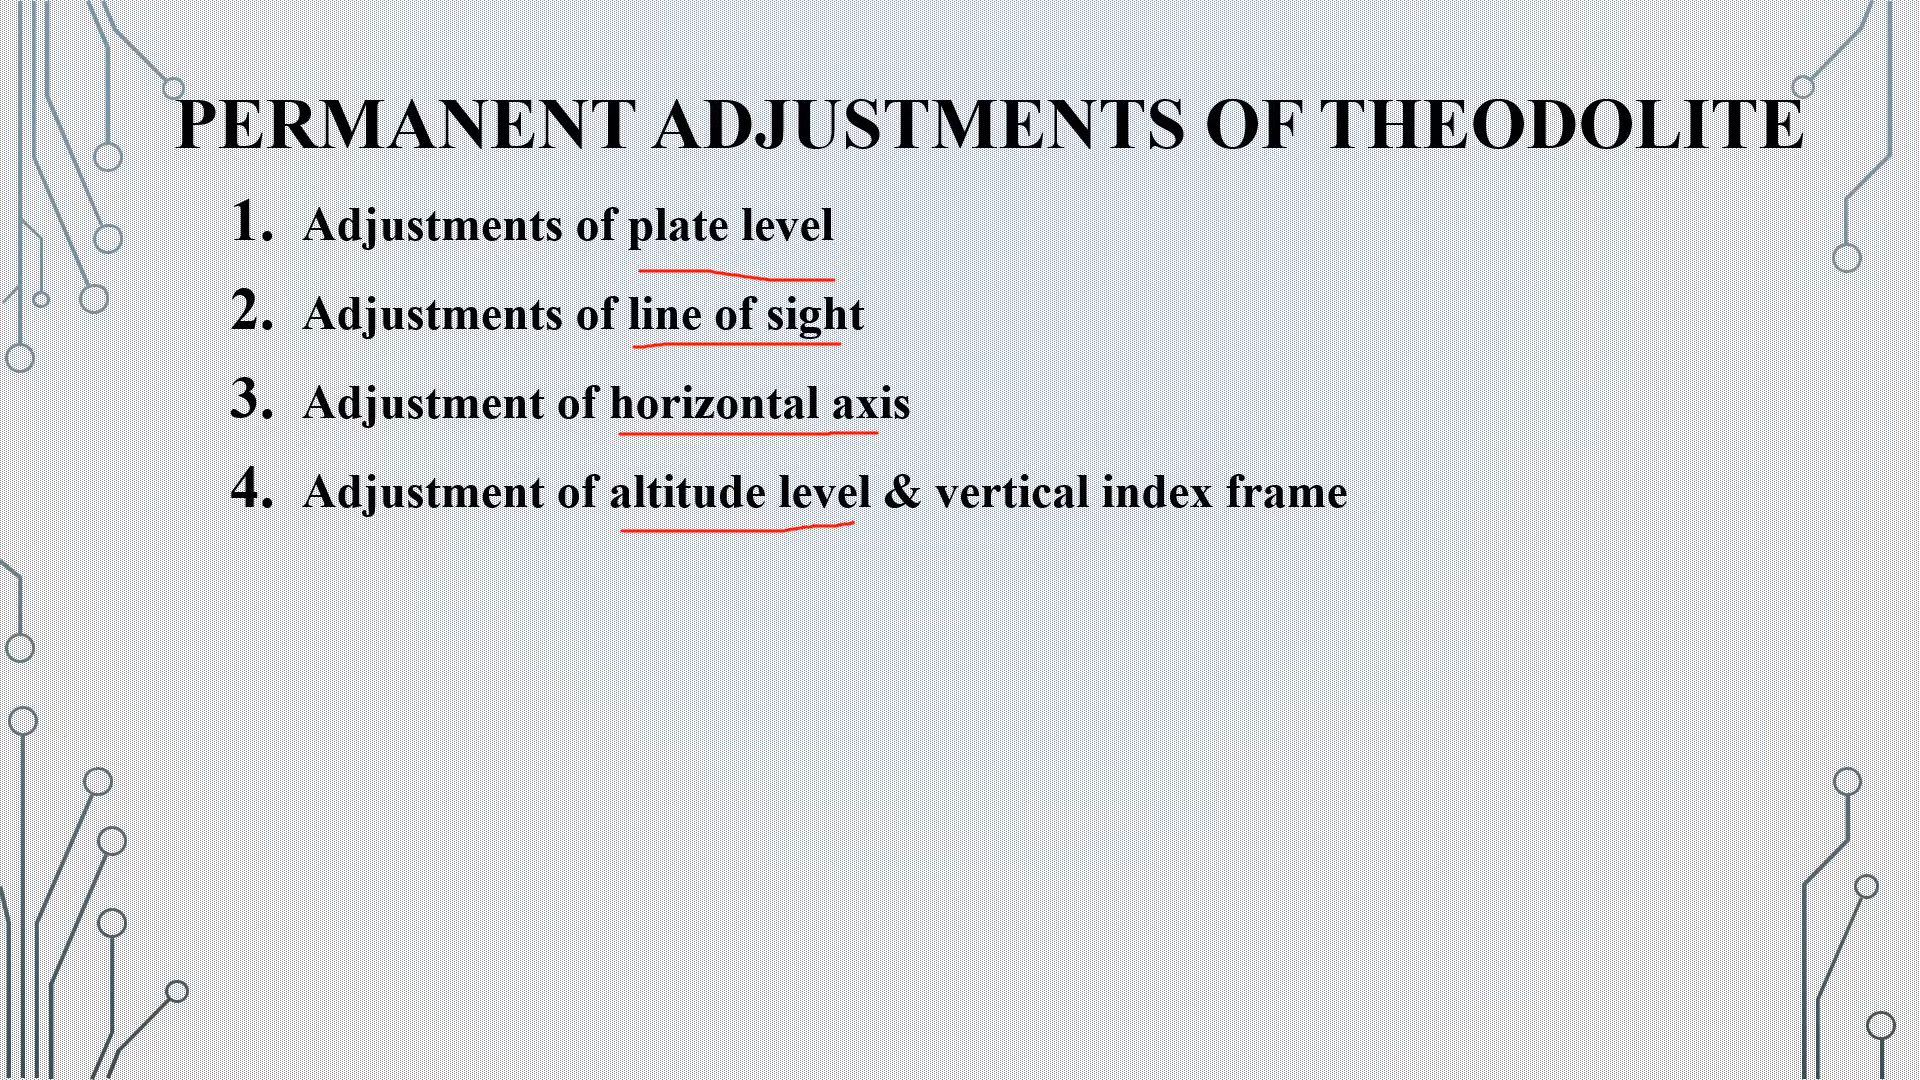 PERMANENT ADJUSTMENTS OF THEODOLITE
1. Adjustments of plate level
2. Adjustments of line of sight
3. Adjustment of horizontal axis
4. Adjustment of altitude level & vertical index frame